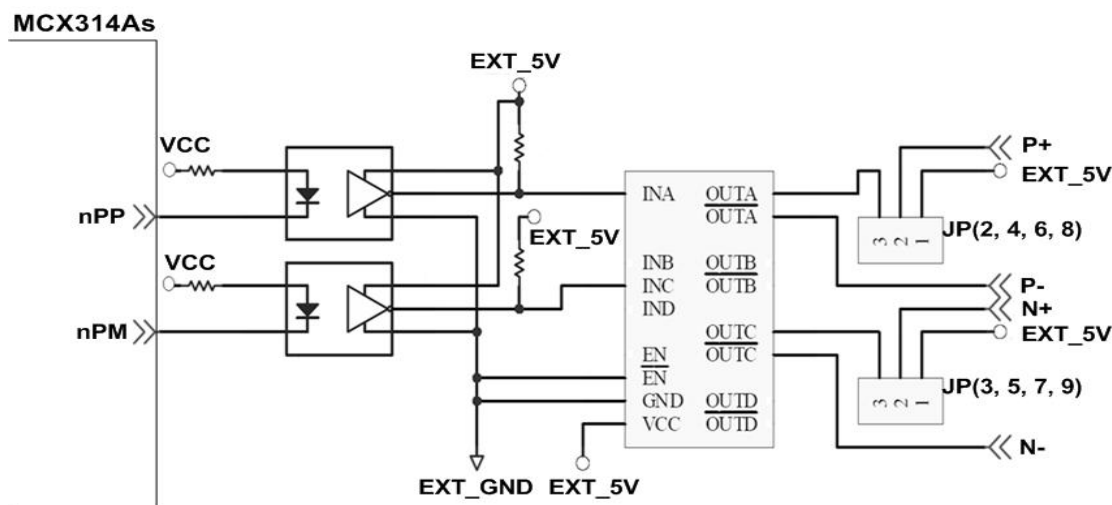 MCX314As
EXT_5V
VCC
nPP
VCC
nPM
EXT_5V
INA
INB
INC
IND
EN
EN
GND
VCC
OUTA
OUTA
OUTB
OUTB
OUTC
OUTC
OUTD
OUTD
EXT_GND
EXT_5V
P+
EXT_5V
3 2 1
JP(2, 4, 6, 8)
P-
N+
EXT_5V
3 2 1
JP(3, 5, 7, 9)
N-